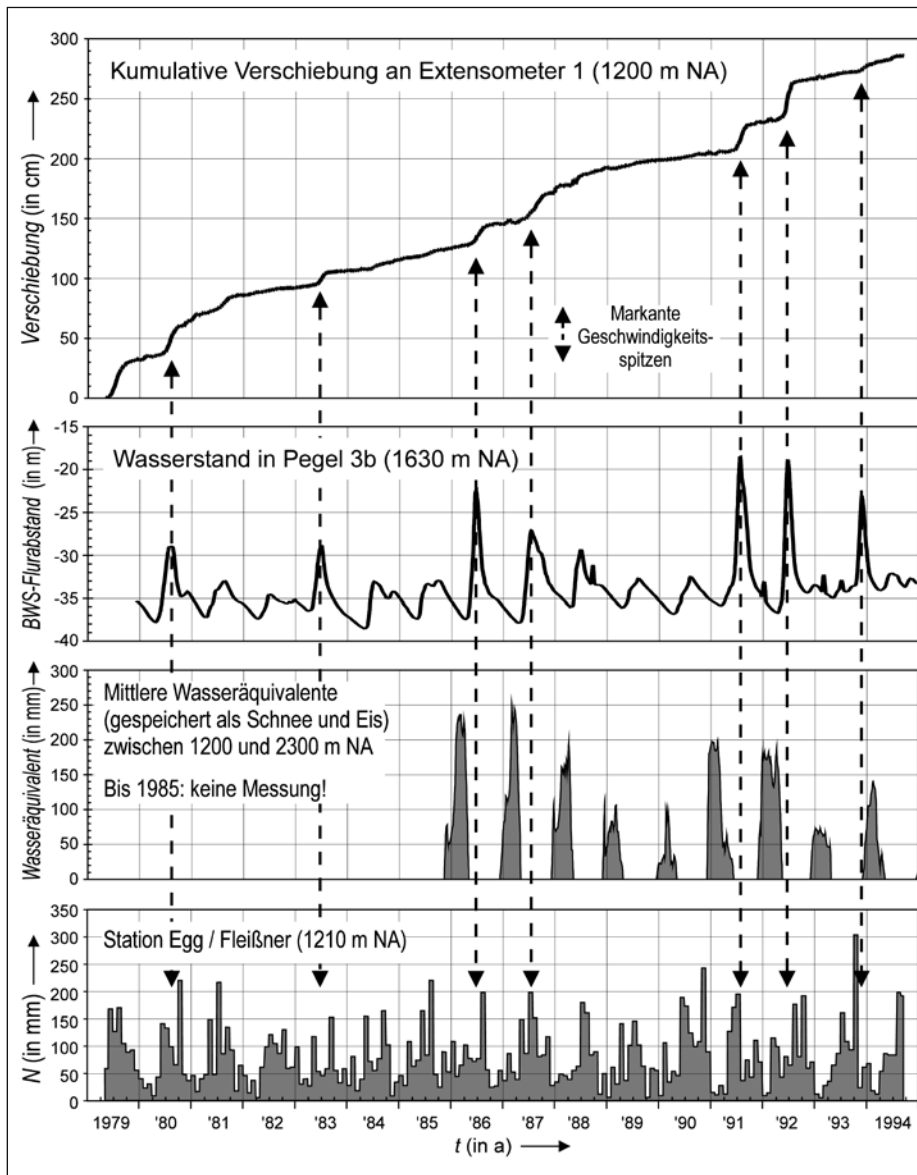 300
250
200
150
100
50
0
Verschiebung (in cm)
Kumulative Verschiebung an Extensometer 1 (1200 m NA)
Markante
Geschwindigkeits-
spitzen
-15
-20
-25
-30
-35
-40
BWS-Flurabstand (in m)
Wasserstand in Pegel 3b (1630 m NA)
300
250
200
150
100
50
0
Wasseräquivalent (in mm)
Mittlere Wasseräquivalente
(gespeichert als Schnee und Eis)
zwischen 1200 und 2300 m NA
Bis 1985: keine Messung!
350
300
250
200
150
100
50
0
N (in mm)
Station Egg / Fleißner (1210 m NA)
1979 '80 '81 '82 '83 '84 '85 '86 '87 '88 '89 '90 '91 '92 '93 1994
t (in a)